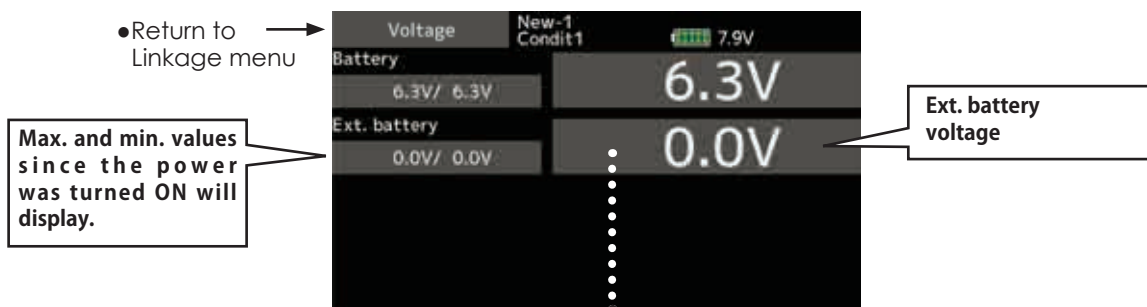 ●Return to
Linkage menu
Voltage
New-1
Condit1
7.9V
Battery
6.3V/ 6.3V
6.3V
Ext. battery
0.0V/ 0.0V
0.0V
Max. and min. values
since the power
was turned ON will
display.
Ext. battery
voltage